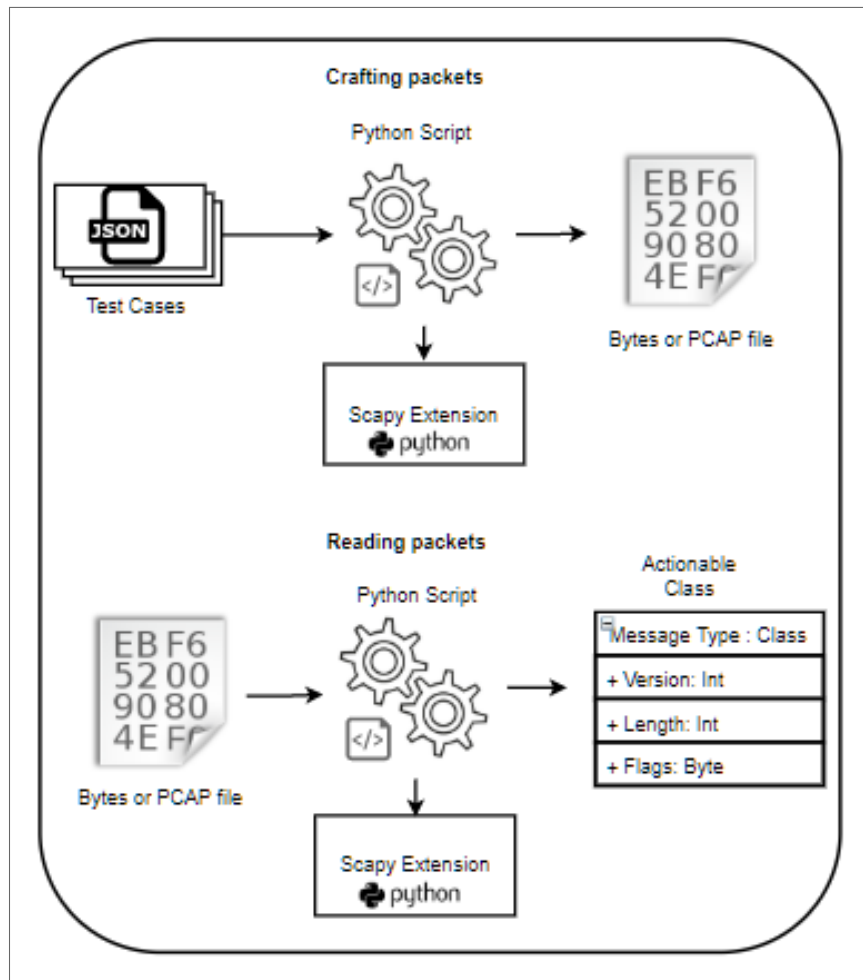 Crafting packets
Python Script
JSON
</>
Test Cases
EB F6
52 00
90 80
4E
Bytes or PCAP file
Scapy Extension
python
Reading packets
Python Script
Actionable
Class
EB F6
52 00
90 80
4E
</>
Message Type : Class
+ Version: Int
+ Length: Int
+ Flags: Byte
Bytes or PCAP file
Scapy Extension
python